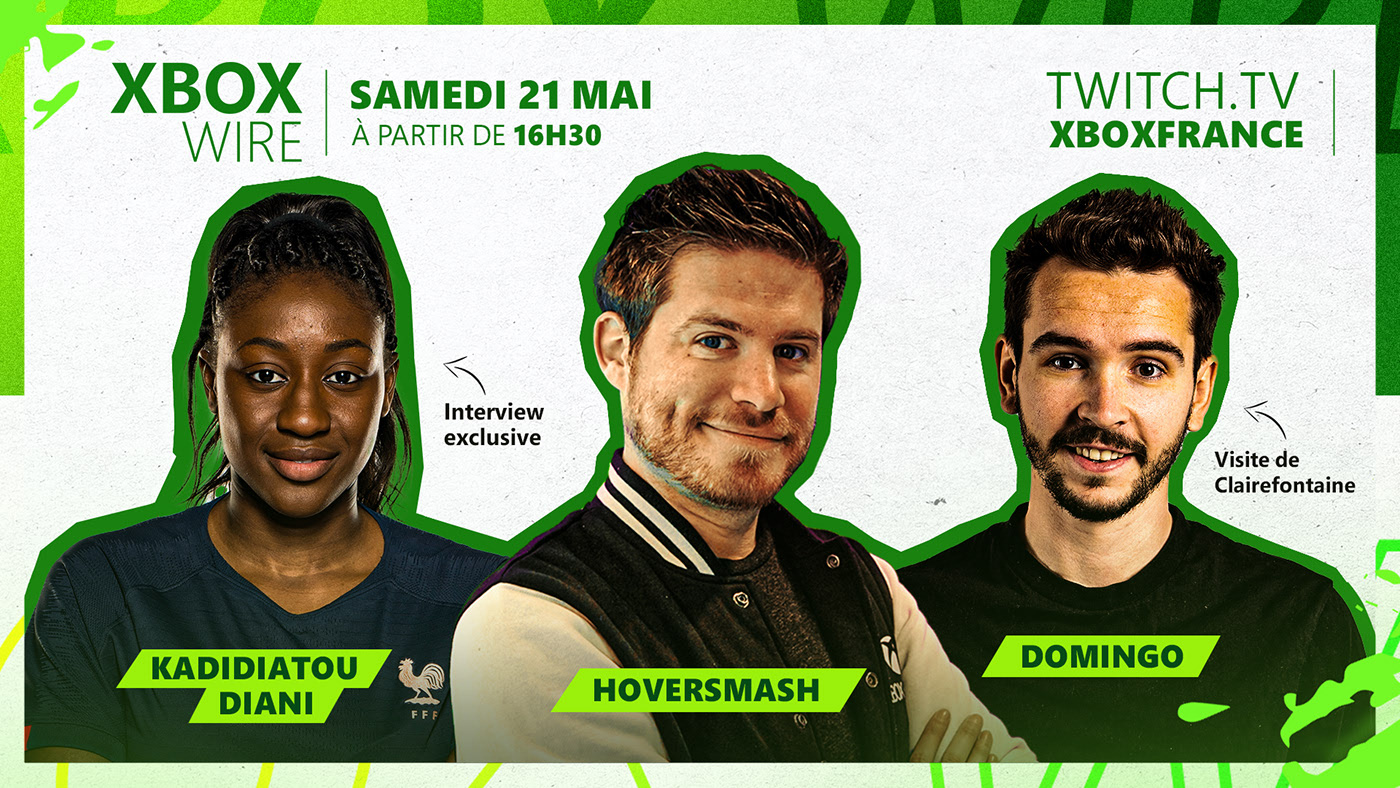 XBOX
WIRE
SAMEDI 21 MAI
À PARTIR DE 16H30
TWITCH.TV
XBOXFRANCE
Interview
exclusive
Visite de
Clairefontaine
KADIDIATOU
DIANI
FFF
HOVERSMASH
DOMINGO